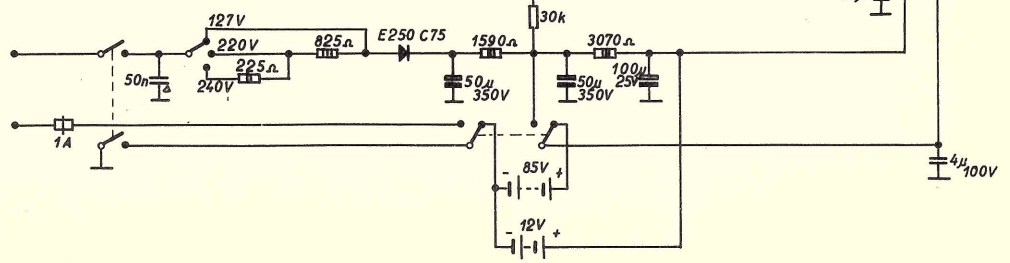 30k
127V
220V
825Ω
E250 C75
1590Ω
3070Ω
225Ω
240V
50n
50μ
350V
50μ
350V
100μ
25V
1A
85V
- +
12V
- +
4μ
100V